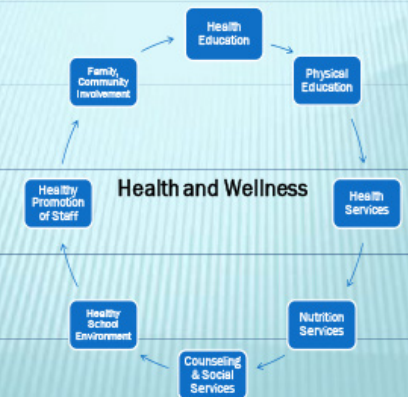 Health
Education
Physical
Education
Health
Services
Nutrition
Services
Counseling
& Social
Services
Healthy
School
Environment
Healthy
Promotion
of Staff
Family,
Community
Involvement
Health and Wellness